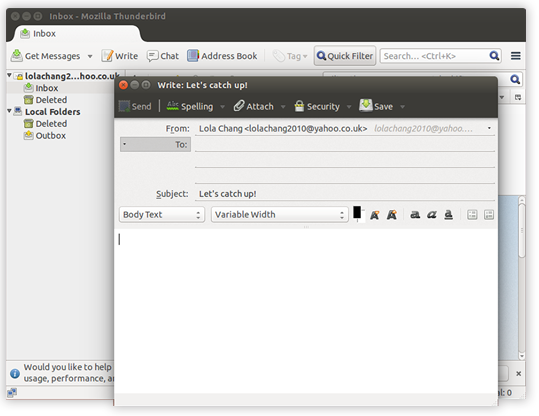 Inbox - Mozilla Thunderbird
Inbox
Get Messages Write Chat Address Book Tag Quick Filter Search... <Ctrl+K>
lolachang2...hoo.co.uk
Inbox
Deleted
Local Folders
Deleted
Outbox
Write: Let's catch up!
Send Abc Spelling Attach Security Save
From: Lola Chang <lolachang2010@yahoo.co.uk> lolachang2010@yahoo....
To:
Subject: Let's catch up!
Body Text Variable Width
Would you like to help
usage, performance,